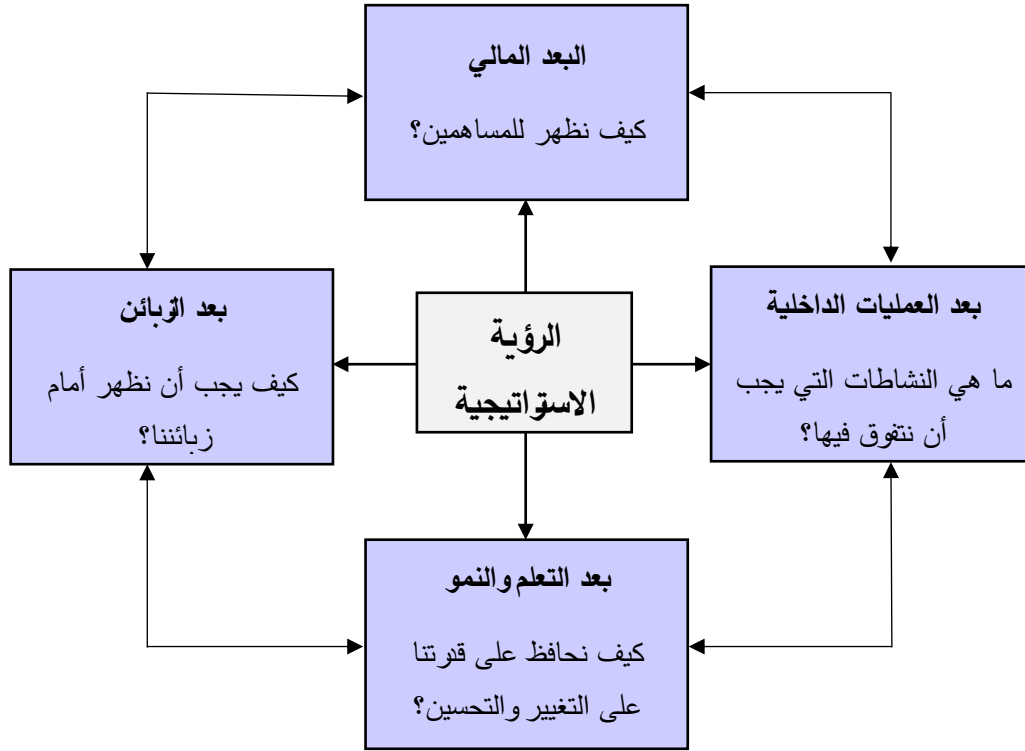 البعد المالي
كيف نظهر للمساهمين؟
بعد العمليات الداخلية
ما هي النشاطات التي يجب
أن نتفوق فيها؟
الرؤية
الاستراتيجية
بعد الزبائن
كيف يجب أن نظهر أمام
زبائننا؟
بعد التعلم والنمو
كيف نحافظ على قدرتنا
على التغيير والتحسين؟